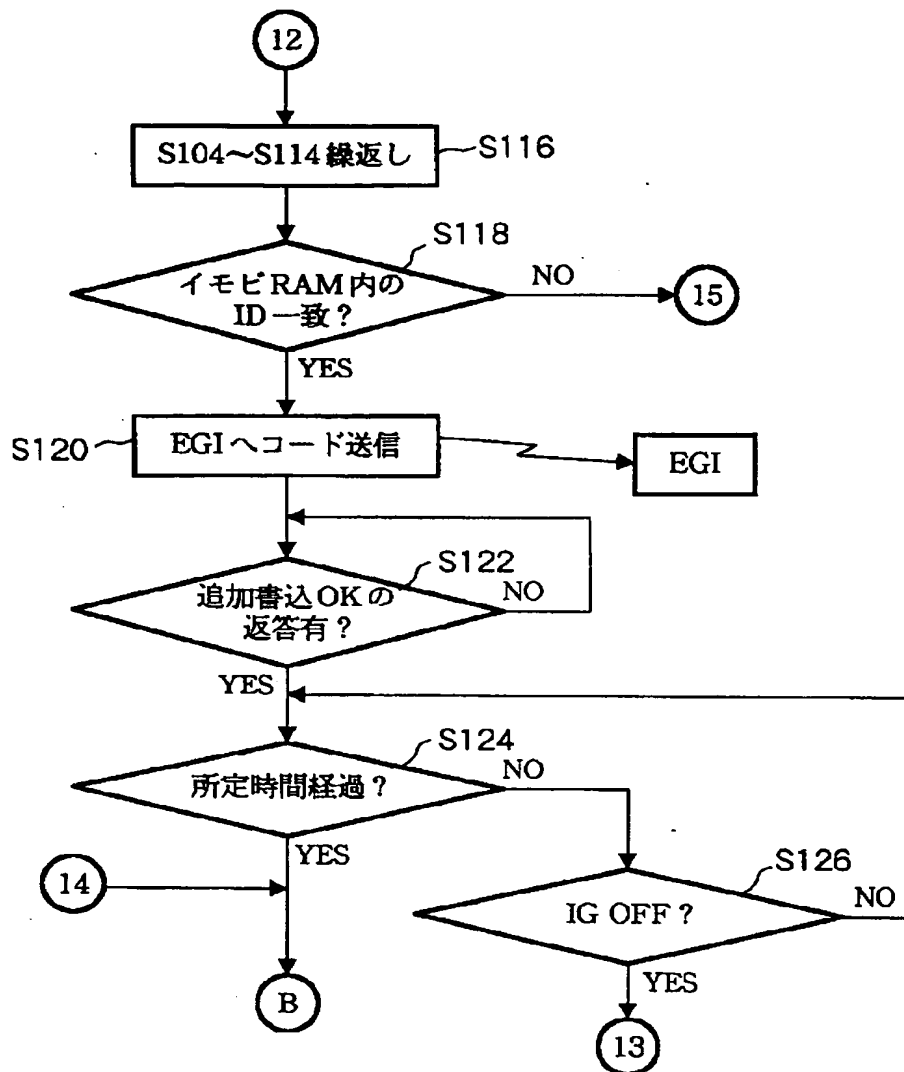 12
S104～S114繰返し
S116
S118
イモビRAM内の
ID一致？
NO
15
YES
S120
EGIへコード送信
EGI
S122
追加書込OKの
返答有？
NO
YES
S124
所定時間経過？
NO
YES
14
S126
IG OFF？
NO
YES
B
13